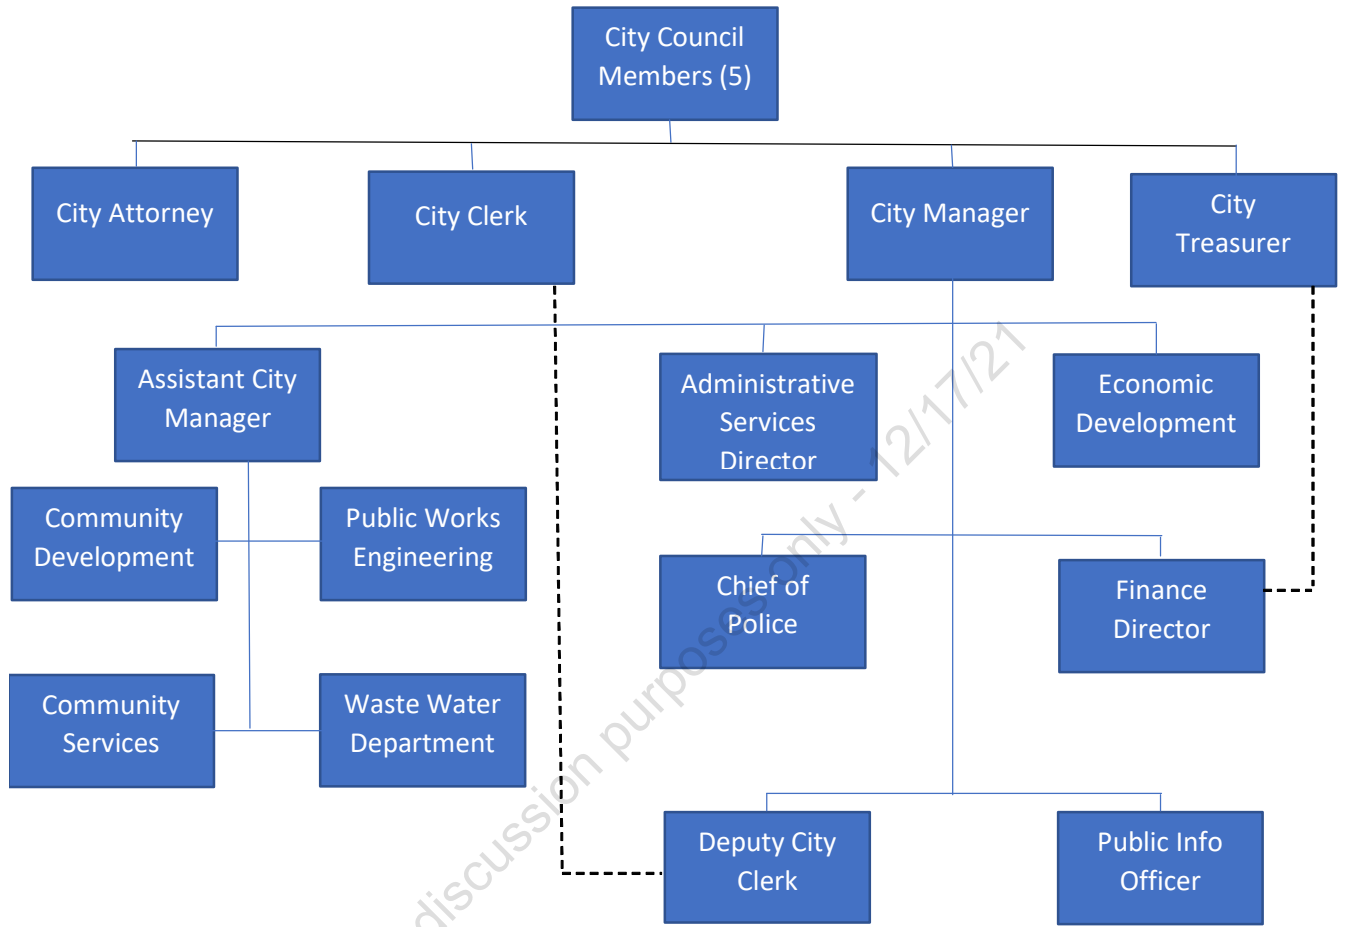 City Council
Members (5)
City Attorney
City Clerk
City Manager
City
Treasurer
Assistant City
Manager
Administrative
Services
Director
Economic
Development
Community
Development
Public Works
Engineering
Chief of
Police
Finance
Director
Community
Services
Waste Water
Department
Deputy City
Clerk
Public Info
Officer
discussion purposes only - 12/17/21